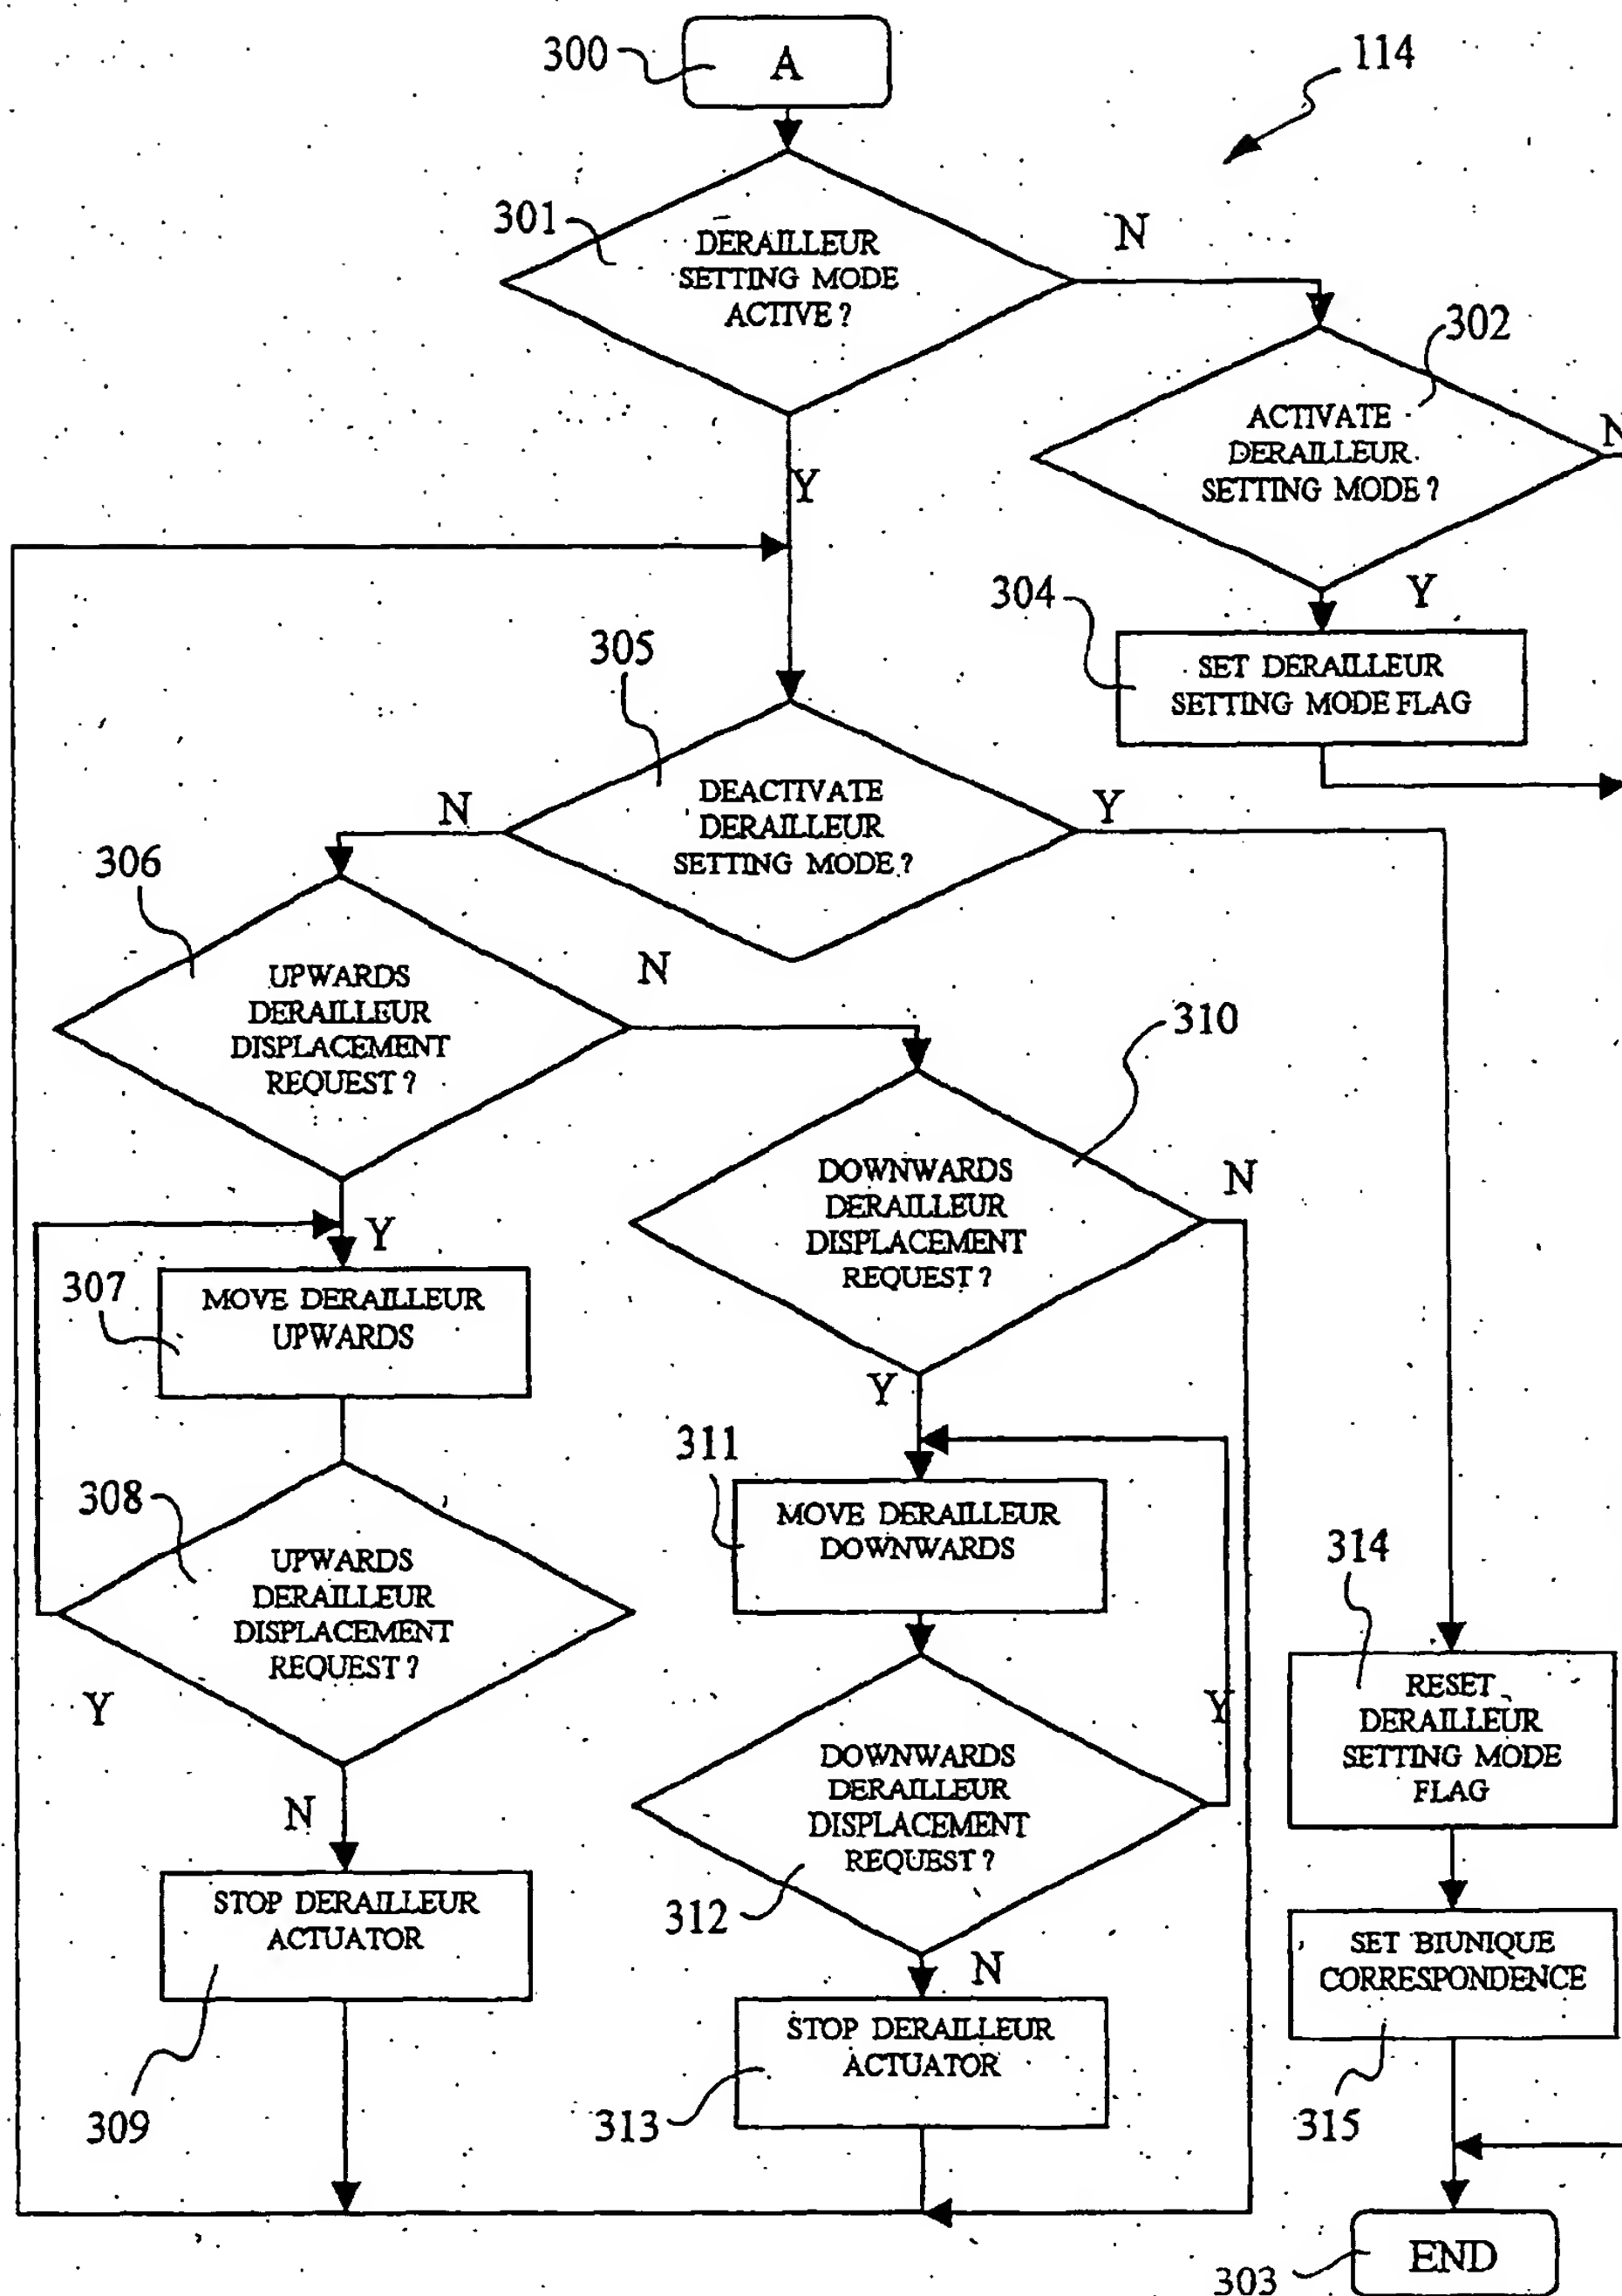 300
A
114
301
DERAILLEUR
SETTING MODE
ACTIVE ?
N
302
ACTIVATE
DERAILLEUR
SETTING MODE ?
N
Y
Y
304
SET DERAILLEUR
SETTING MODE FLAG
305
DEACTIVATE
DERAILLEUR
SETTING MODE ?
N
Y
306
UPWARDS
DERAILLEUR
DISPLACEMENT
REQUEST ?
N
310
DOWNWARDS
DERAILLEUR
DISPLACEMENT
REQUEST ?
N
Y
307
MOVE DERAILLEUR
UPWARDS
Y
311
MOVE DERAILLEUR
DOWNWARDS
308
UPWARDS
DERAILLEUR
DISPLACEMENT
REQUEST ?
Y
N
314
RESET
DERAILLEUR
SETTING MODE
FLAG
Y
DOWNWARDS
DERAILLEUR
DISPLACEMENT
REQUEST ?
312
N
STOP DERAILLEUR
ACTUATOR
309
SET BIUNIQUE
CORRESPONDENCE
315
STOP DERAILLEUR
ACTUATOR
313
END
303